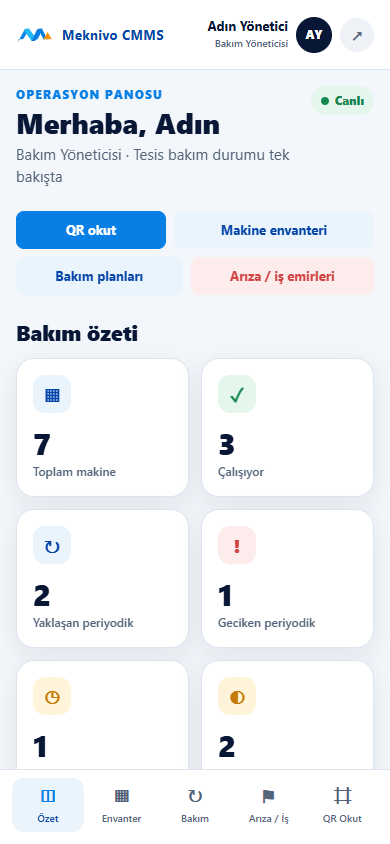 Meknivo CMMS
Adın Yönetici
Bakım Yöneticisi
AY
↗
OPERASYON PANOSU
Canlı
Merhaba, Adın
Bakım Yöneticisi · Tesis bakım durumu tek
bakışta
QR okut
Makine envanteri
Bakım planları
Arıza / iş emirleri
Bakım özeti
7
Toplam makine
✓
3
Çalışıyor
↻
2
Yaklaşan periyodik
!
1
Geciken periyodik
1
2
Özet
Envanter
Bakım
Arıza / İş
QR Okut